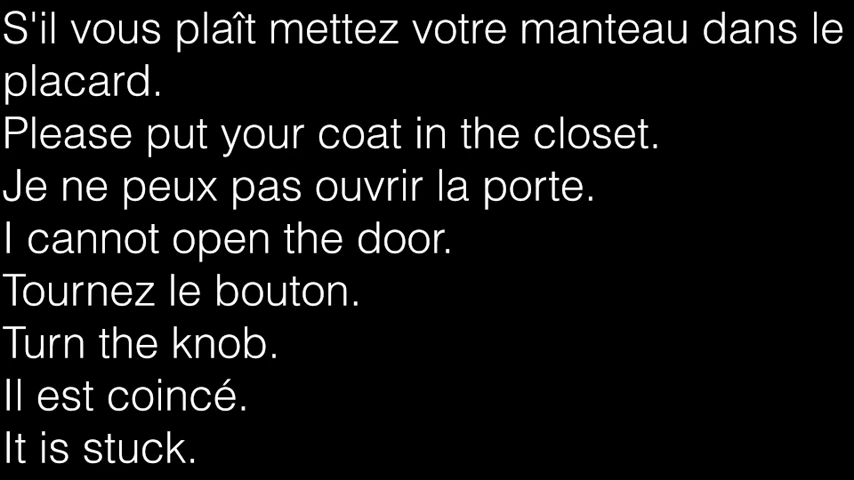 S'il vous plaît mettez votre manteau dans le
placard.
Please put your coat in the closet.
Je ne peux pas ouvrir la porte.
I cannot open the door.
Tournez le bouton.
Turn the knob.
Il est coincé.
It is stuck.